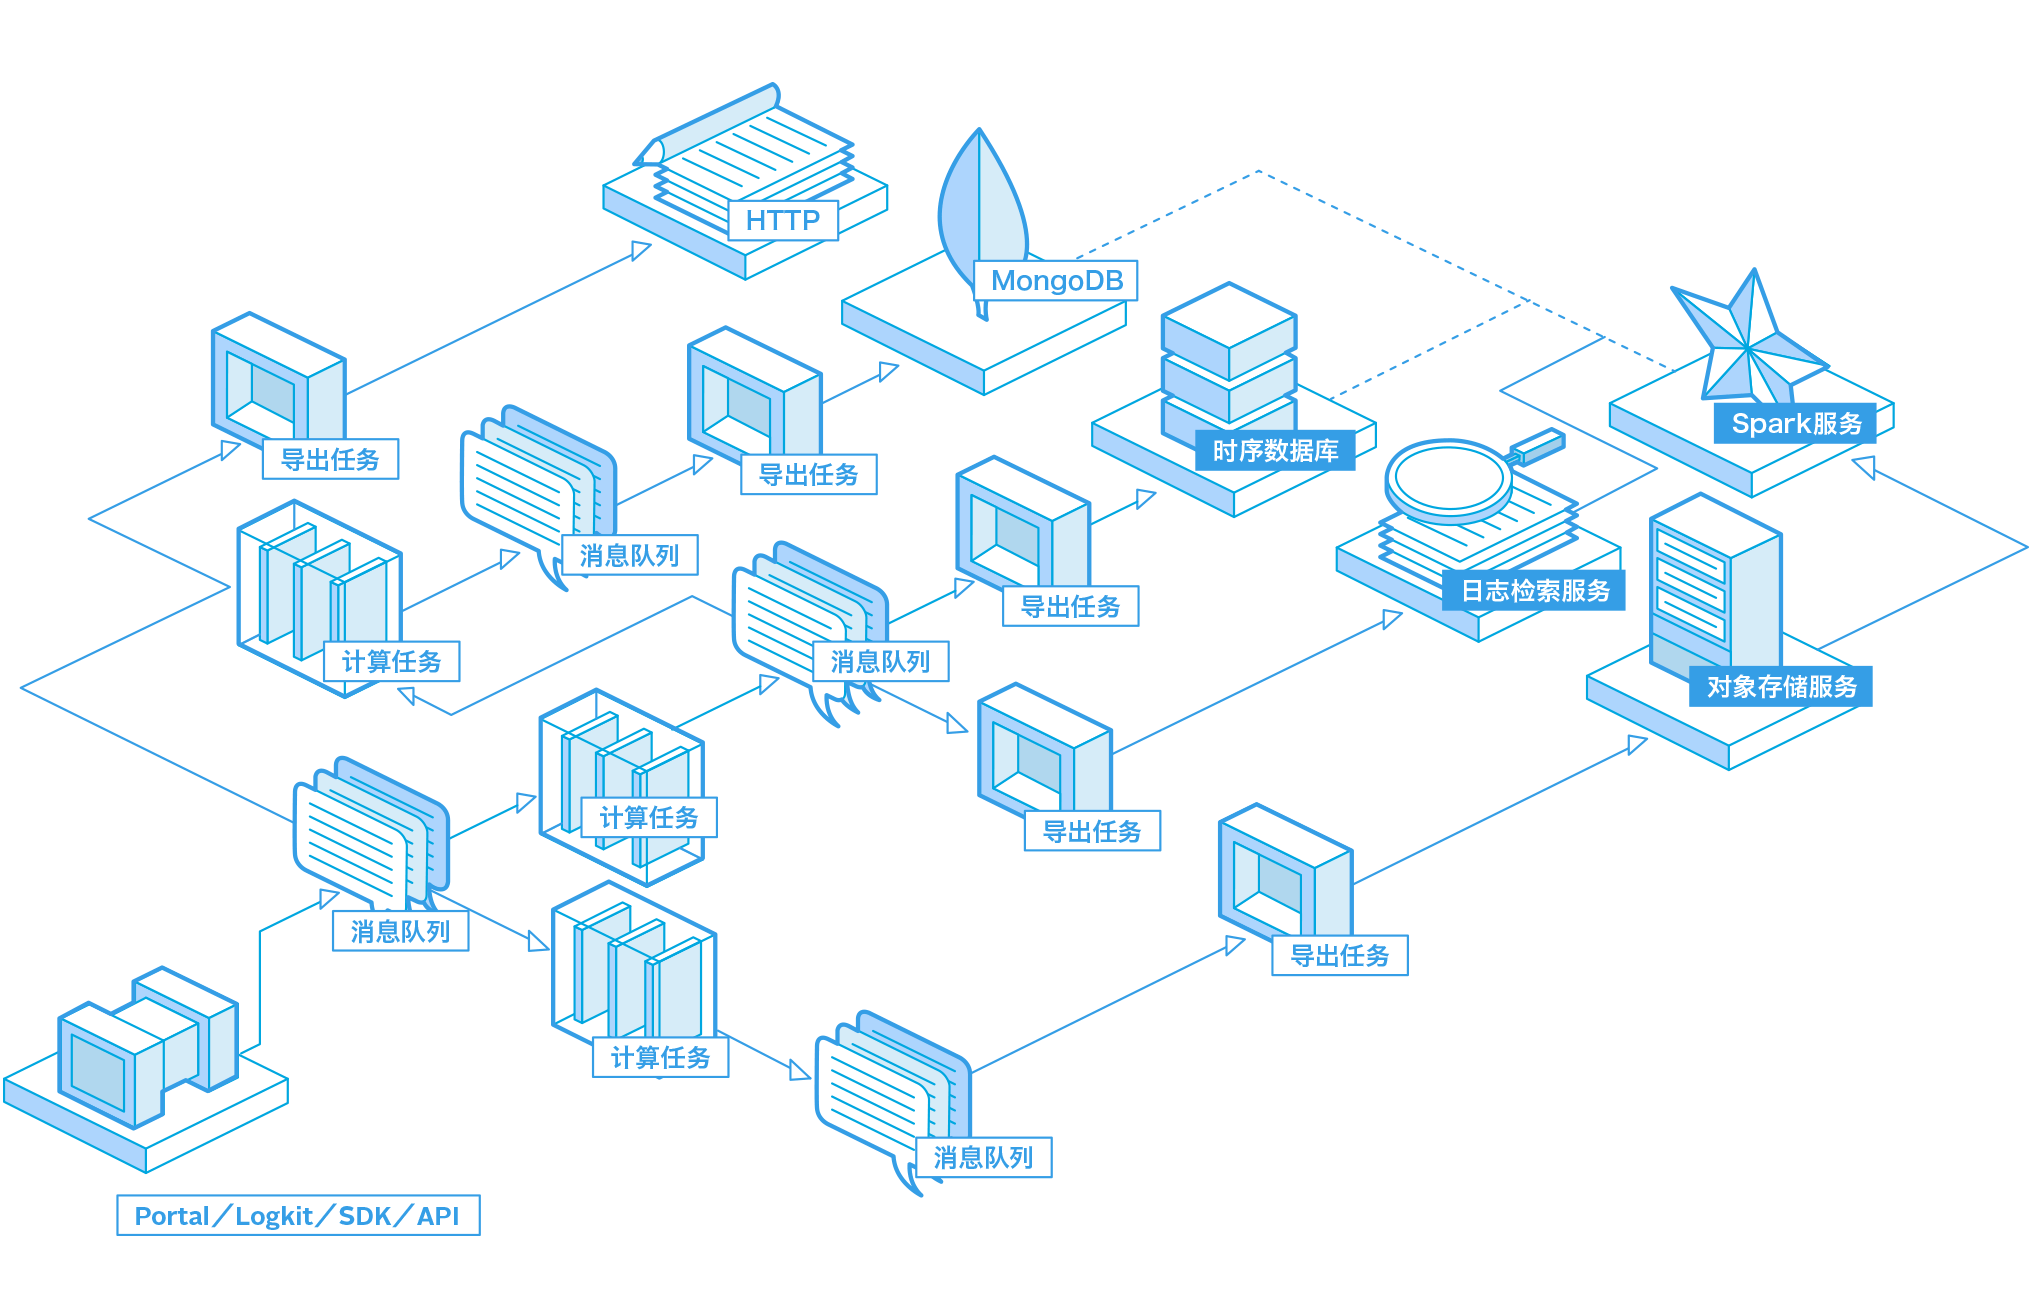 HTTP
MongoDB
Spark服务
时序数据库
导出任务
导出任务
消息队列
日志检索服务
导出任务
计算任务
消息队列
对象存储服务
计算任务
导出任务
消息队列
导出任务
计算任务
消息队列
Portal／Logkit／SDK／API